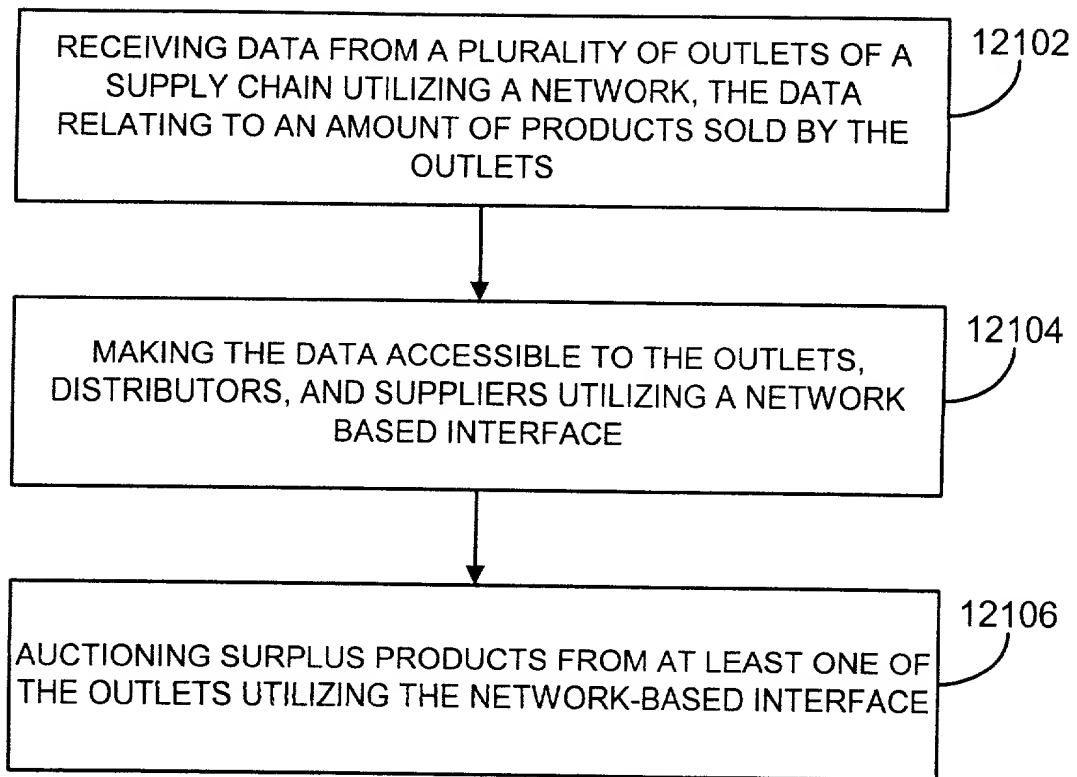 RECEIVING DATA FROM A PLURALITY OF OUTLETS OF A
SUPPLY CHAIN UTILIZING A NETWORK, THE DATA
RELATING TO AN AMOUNT OF PRODUCTS SOLD BY THE
OUTLETS
12102
MAKING THE DATA ACCESSIBLE TO THE OUTLETS,
DISTRIBUTORS, AND SUPPLIERS UTILIZING A NETWORK
BASED INTERFACE
12104
AUCTIONING SURPLUS PRODUCTS FROM AT LEAST ONE OF
THE OUTLETS UTILIZING THE NETWORK-BASED INTERFACE
12106